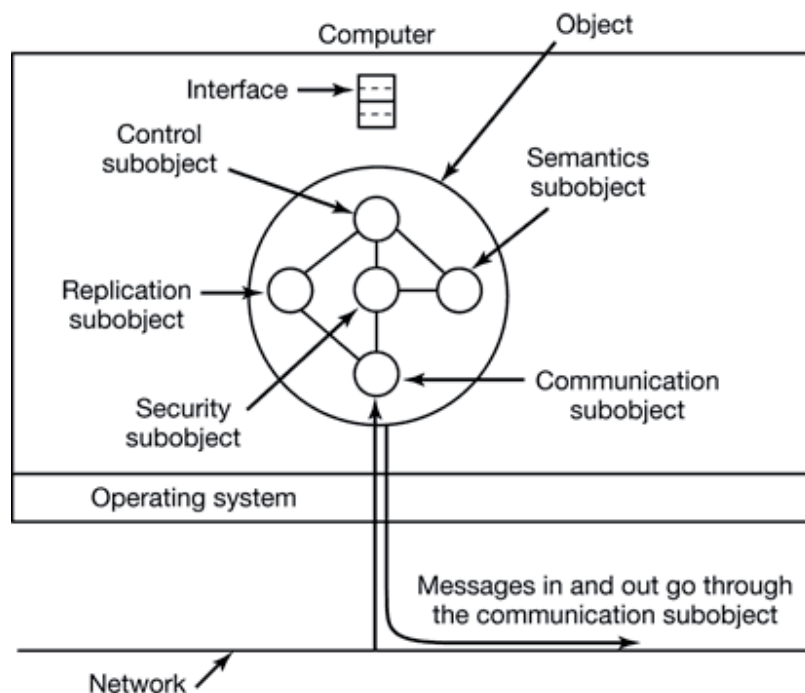 Computer
Object
Interface
Control
subobject
Semantics
subobject
Replication
subobject
Communication
subobject
Security
subobject
Operating system
Messages in and out go through
the communication subobject
Network